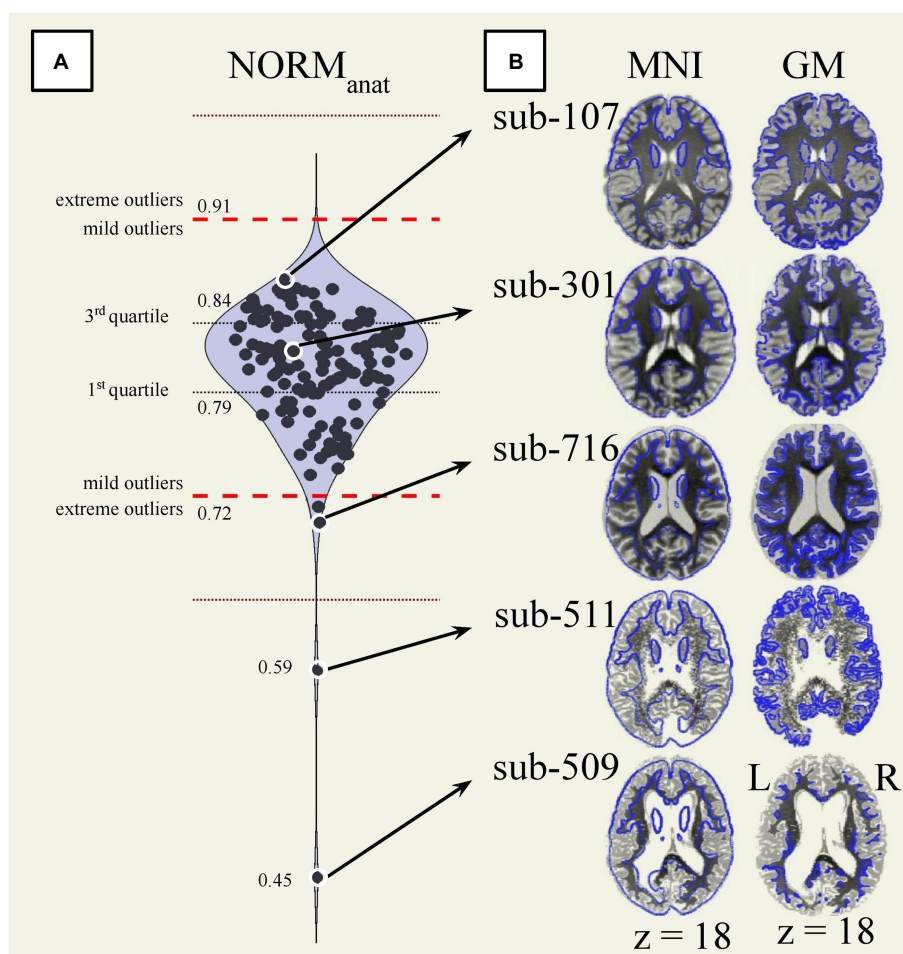 A
NORM_anat
extreme outliers
0.91
mild outliers
0.84
3rd quartile
1st quartile
0.79
mild outliers
extreme outliers
0.72
0.59
0.45
B
MNI
GM
sub-107
sub-301
sub-716
sub-511
sub-509
L
R
z = 18
z = 18